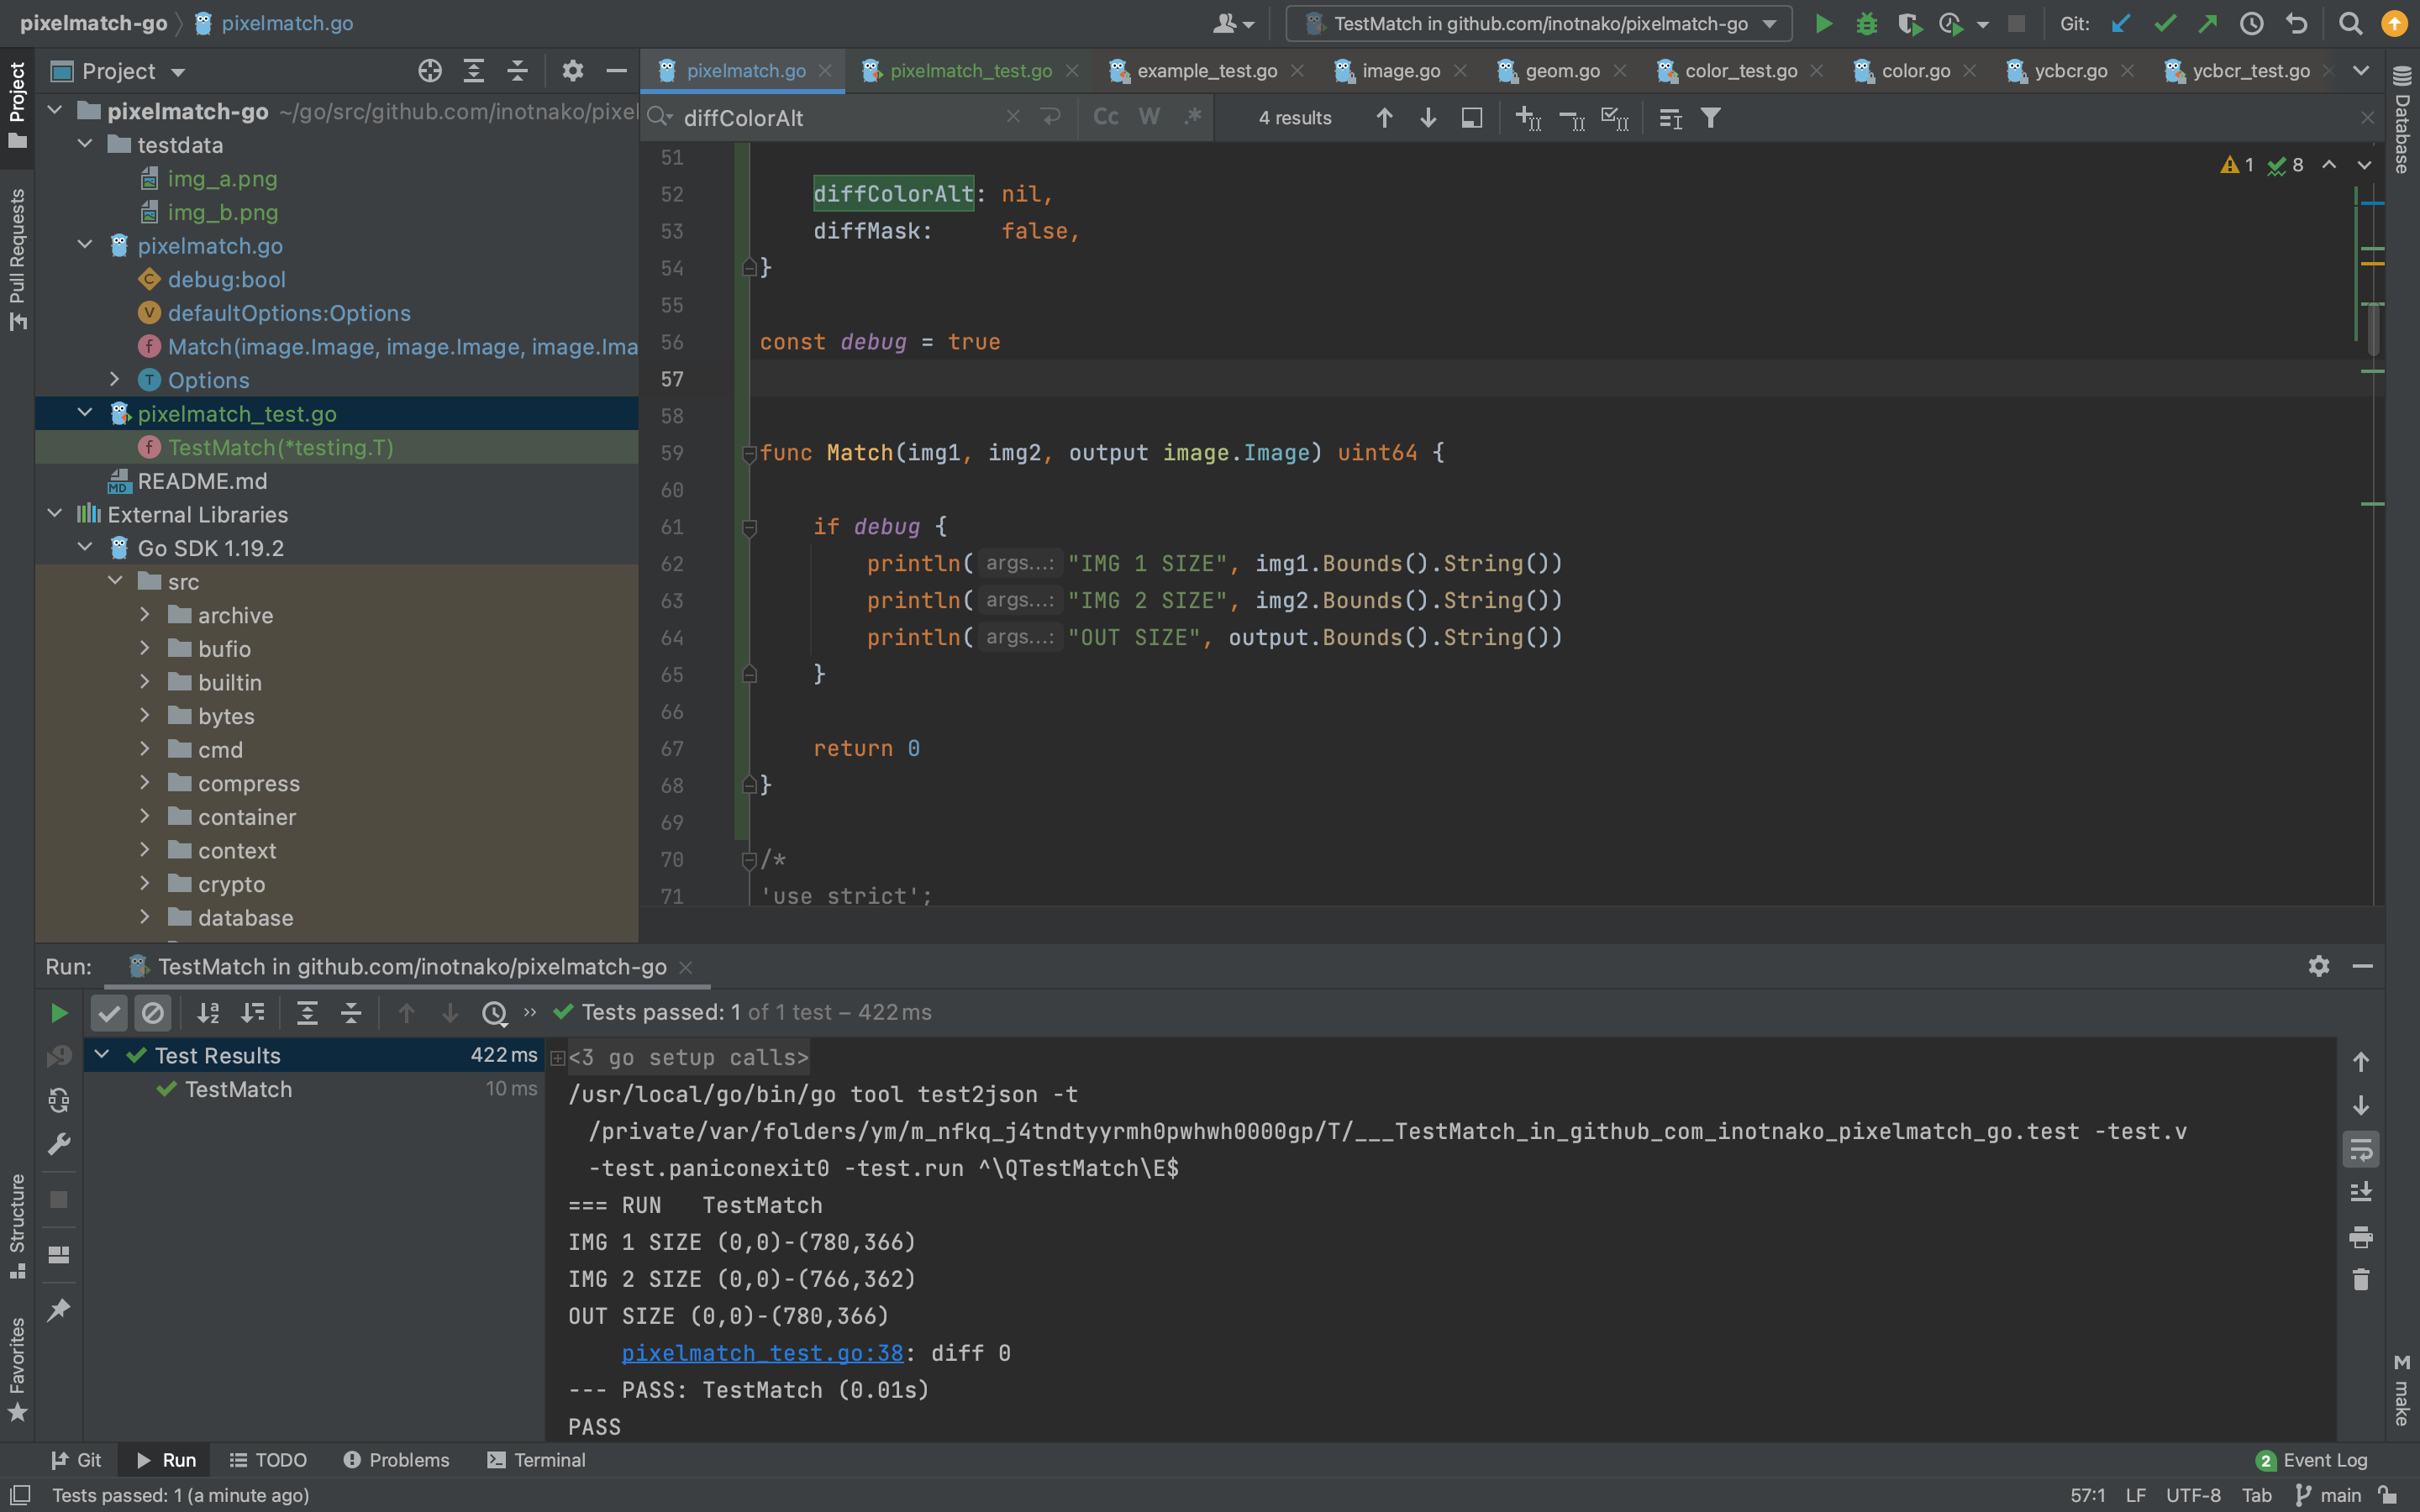 pixelmatch-go pixelmatch.go
TestMatch in github.com/inotnako/pixelmatch-go
Git:
Project
Pull Requests
Structure
Favorites
Project
pixelmatch-go ~/go/src/github.com/inotnako/pixel
testdata
img_a.png
img_b.png
pixelmatch.go
debug:bool
defaultOptions:Options
Match(image.Image, image.Image, image.Ima
Options
pixelmatch_test.go
TestMatch(*testing.T)
README.md
External Libraries
Go SDK 1.19.2
src
archive
bufio
builtin
bytes
cmd
compress
container
context
crypto
database
pixelmatch.go pixelmatch_test.go example_test.go image.go geom.go color_test.go color.go ycbcr.go ycbcr_test.go
diffColorAlt Cc W .* 4 results
1 8
51
52 diffColorAlt: nil,
53 diffMask: false,
54 }
55
56 const debug = true
57
58
59 func Match(img1, img2, output image.Image) uint64 {
60
61 if debug {
62 println( args...: "IMG 1 SIZE", img1.Bounds().String())
63 println( args...: "IMG 2 SIZE", img2.Bounds().String())
64 println( args...: "OUT SIZE", output.Bounds().String())
65 }
66
67 return 0
68 }
69
70 /*
71 'use strict';
Database
make
Run: TestMatch in github.com/inotnako/pixelmatch-go
Tests passed: 1 of 1 test – 422 ms
Test Results 422 ms
TestMatch 10 ms
<3 go setup calls>
/usr/local/go/bin/go tool test2json -t
/private/var/folders/ym/m_nfkq_j4tndtyyrmh0pwhwh0000gp/T/___TestMatch_in_github_com_inotnako_pixelmatch_go.test -test.v
-test.paniconexit0 -test.run ^\QTestMatch\E$
=== RUN TestMatch
IMG 1 SIZE (0,0)-(780,366)
IMG 2 SIZE (0,0)-(766,362)
OUT SIZE (0,0)-(780,366)
pixelmatch_test.go:38: diff 0
--- PASS: TestMatch (0.01s)
PASS
Git Run TODO Problems Terminal 2 Event Log
Tests passed: 1 (a minute ago) 57:1 LF UTF-8 Tab main